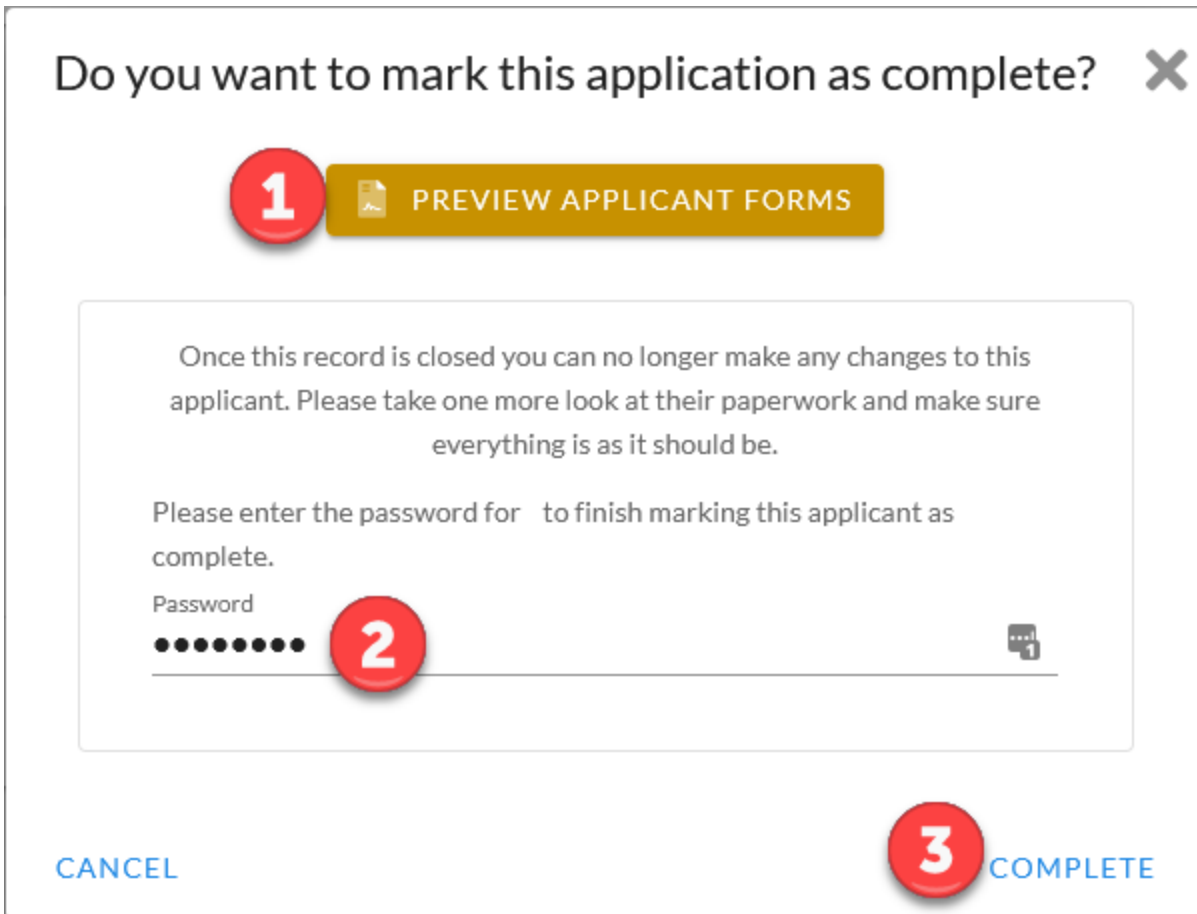 Do you want to mark this application as complete?
1
PREVIEW APPLICANT FORMS
Once this record is closed you can no longer make any changes to this
applicant. Please take one more look at their paperwork and make sure
everything is as it should be.
Please enter the password for to finish marking this applicant as
complete.
Password
••••••••
2
1
CANCEL
3
COMPLETE